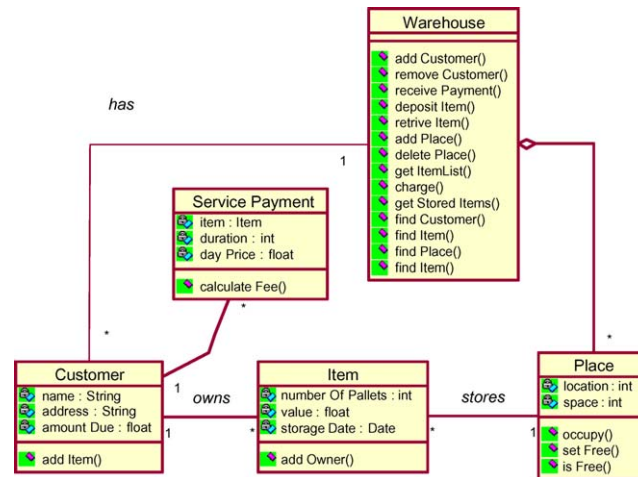 Warehouse
add Customer()
remove Customer()
receive Payment()
deposit Item()
retrive Item()
add Place()
delete Place()
get ItemList()
charge()
get Stored Items()
find Customer()
find Item()
find Place()
find Item()
has
1
*
Service Payment
item : Item
duration : int
day Price : float
calculate Fee()
*
1
Customer
name : String
address : String
amount Due : float
add Item()
owns
1
*
Item
number Of Pallets : int
value : float
storage Date : Date
add Owner()
stores
*
1
*
Place
location : int
space : int
occupy()
set Free()
is Free()